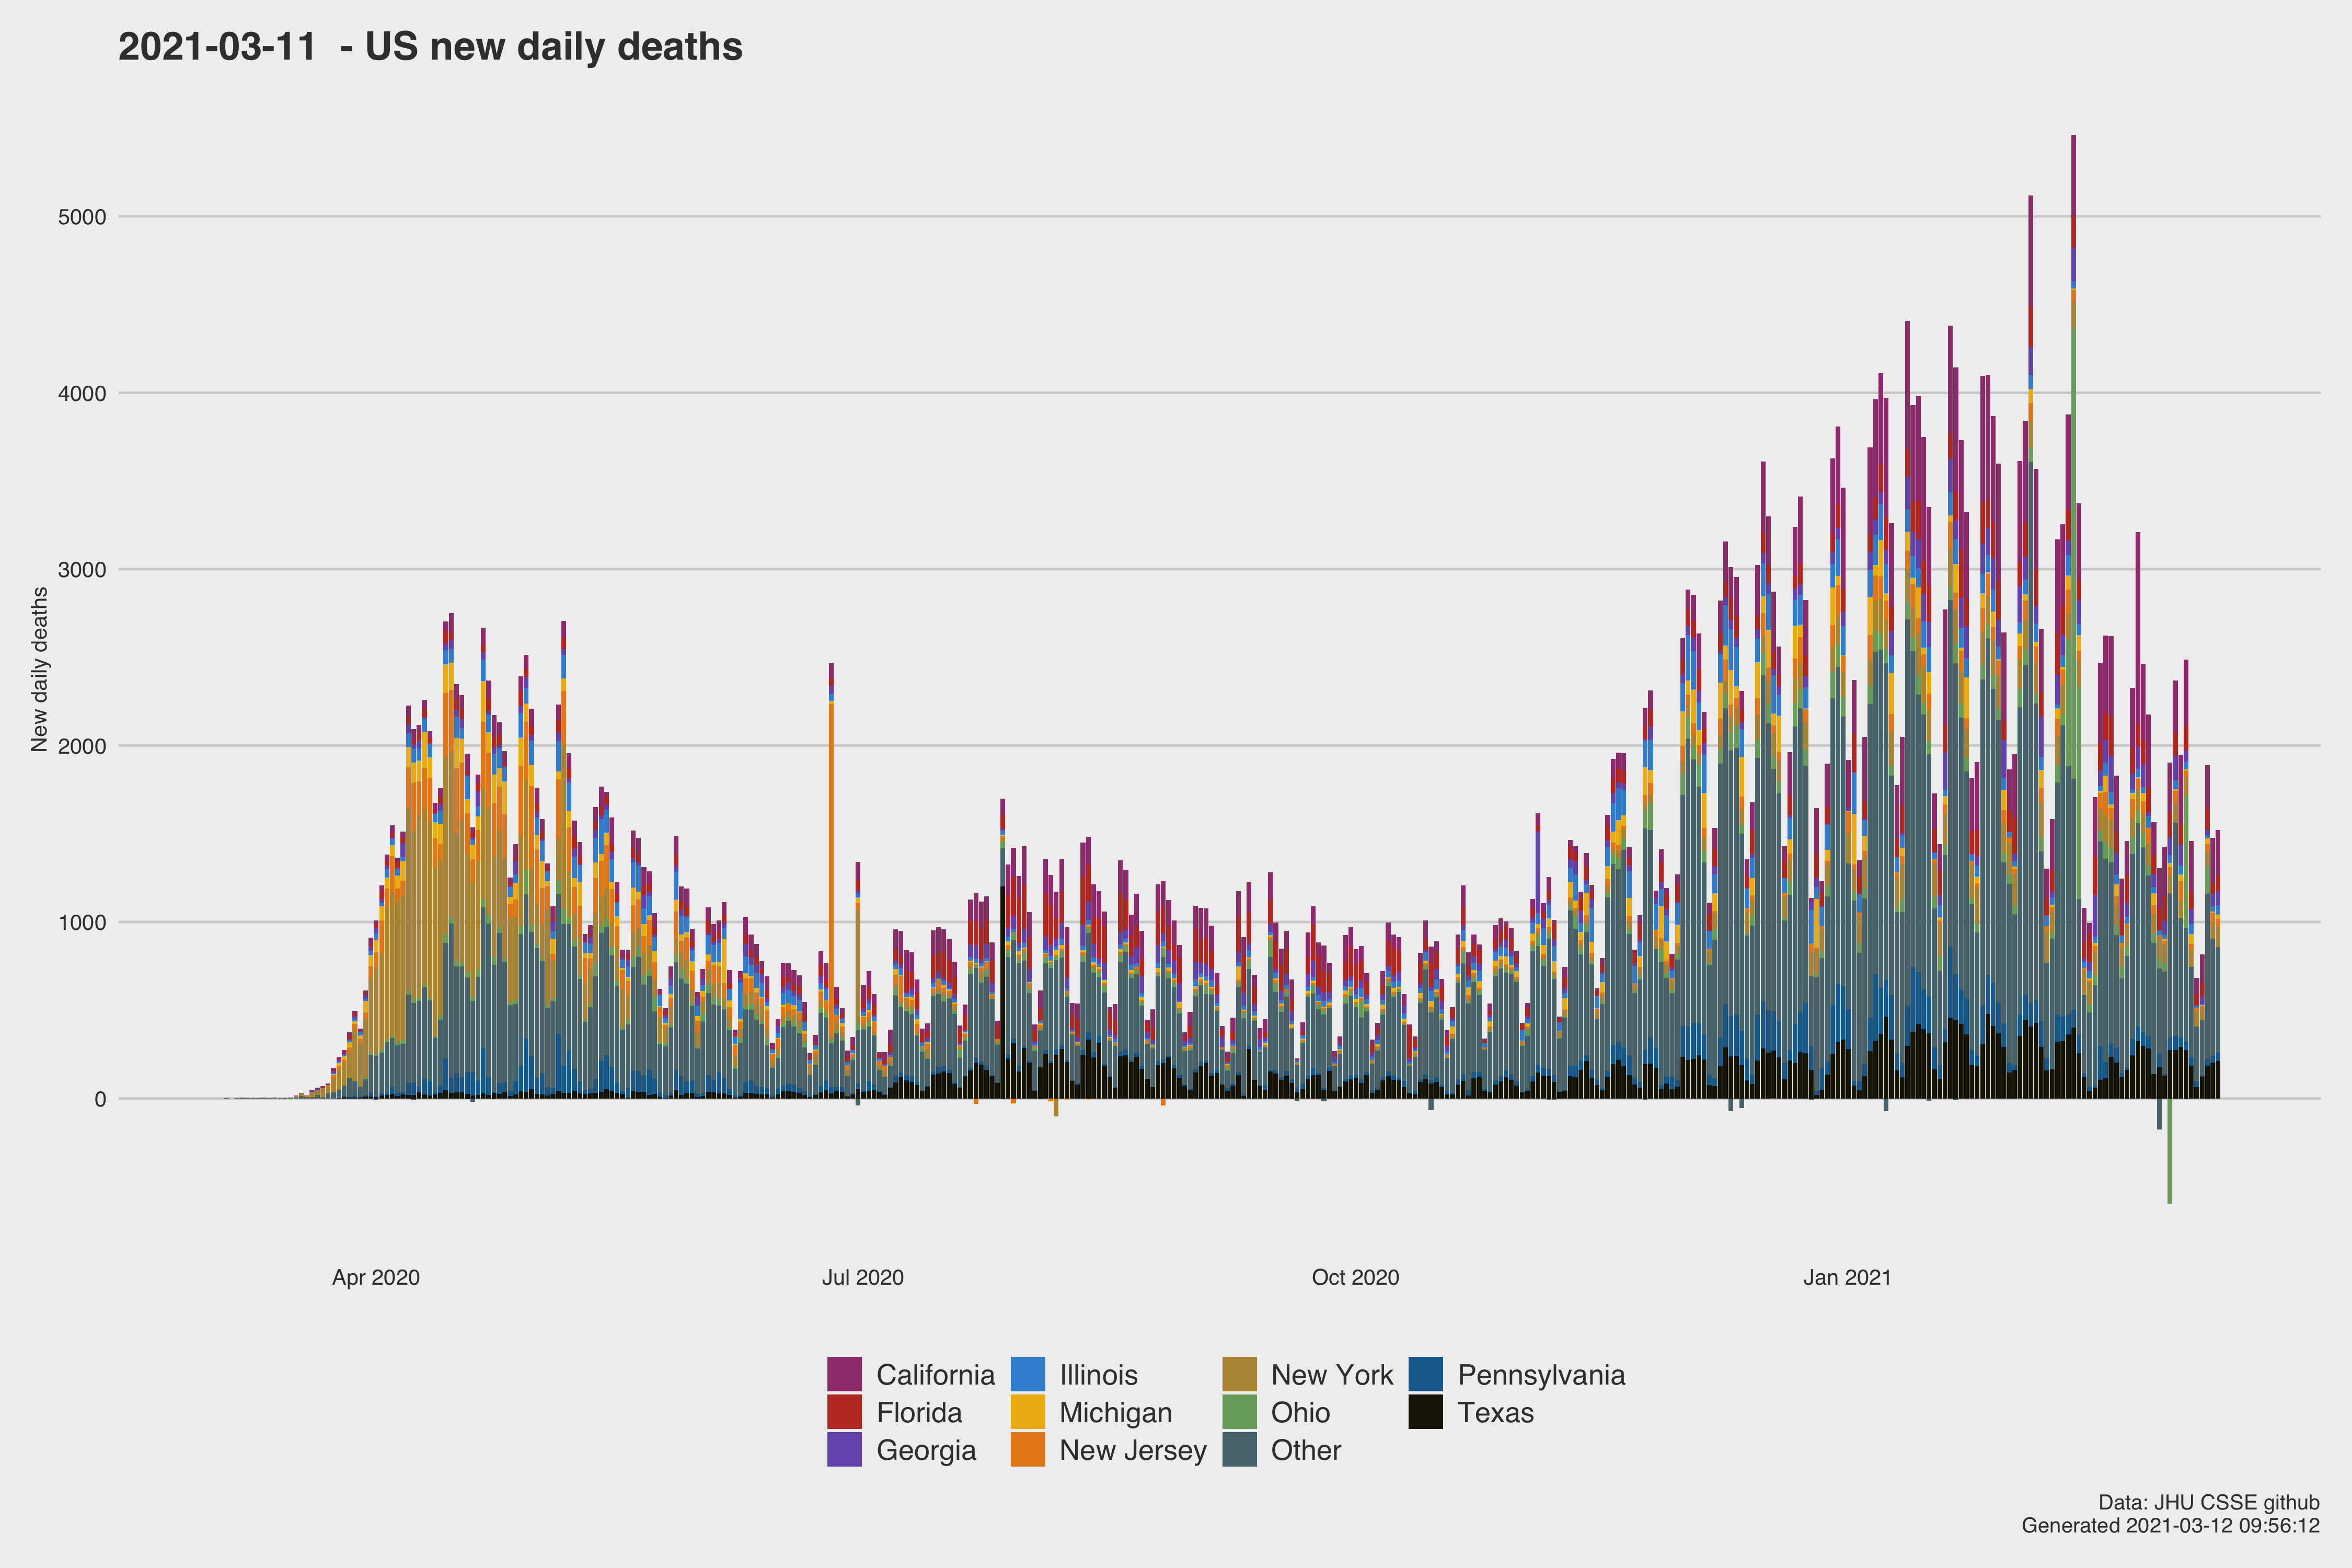 2021-03-11  - US new daily deaths
New daily deaths
5000
4000
3000
2000
1000
0
Apr 2020 Jul 2020 Oct 2020 Jan 2021
California Illinois New York Pennsylvania
Florida Michigan Ohio Texas
Georgia New Jersey Other
Data: JHU CSSE github
Generated 2021-03-12 09:56:12